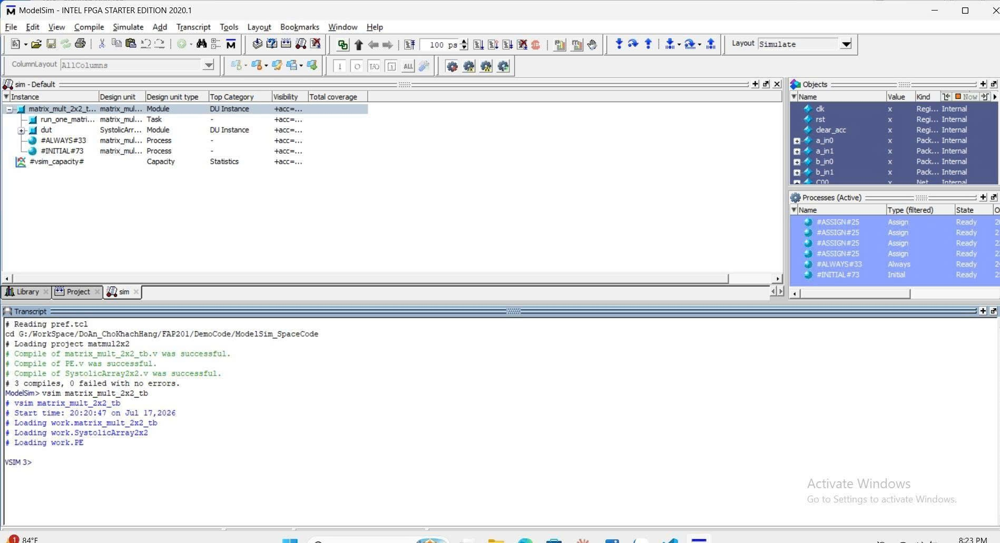 ModelSim - INTEL FPGA STARTER EDITION 2020.1
File Edit View Compile Simulate Add Transcript Tools Layout Bookmarks Window Help
100 ps
Layout Simulate
ColumnLayout AllColumns
sim - Default
Instance Design unit Design unit type Top Category Visibility Total coverage
matrix_mult_2x2_t... matrix_mul... Module DU Instance +acc=...
run_one_matri... matrix_mul... Task - +acc=...
dut SystolicArr... Module DU Instance +acc=...
#ALWAYS#33 matrix_mul... Process - +acc=...
#INITIAL#73 matrix_mul... Process - +acc=...
#vsim_capacity# Capacity Statistics +acc=...
Library Project sim
Objects
Name Value Kind Now
clk x Regi... Internal
rst x Regi... Internal
clear_acc x Regi... Internal
a_in0 x Pack... Internal
a_in1 x Pack... Internal
b_in0 x Pack... Internal
b_in1 x Pack... Internal
C00 x Net Internal
Processes (Active)
Name Type (filtered) State
#ASSIGN#25 Assign Ready
#ASSIGN#25 Assign Ready
#ASSIGN#25 Assign Ready
#ASSIGN#25 Assign Ready
#ALWAYS#33 Always Ready
#INITIAL#73 Initial Ready
Transcript
# Reading pref.tcl
cd G:/WorkSpace/DoAn_ChoKhachHang/FAP201/DemoCode/ModelSim_SpaceCode
# Loading project matmul2x2
# Compile of matrix_mult_2x2_tb.v was successful.
# Compile of PE.v was successful.
# Compile of SystolicArray2x2.v was successful.
# 3 compiles, 0 failed with no errors.
ModelSim> vsim matrix_mult_2x2_tb
# vsim matrix_mult_2x2_tb
# Start time: 20:20:47 on Jul 17,2026
# Loading work.matrix_mult_2x2_tb
# Loading work.SystolicArray2x2
# Loading work.PE
VSIM 3>
Activate Windows
Go to Settings to activate Windows.
1 84°F
8:23 PM